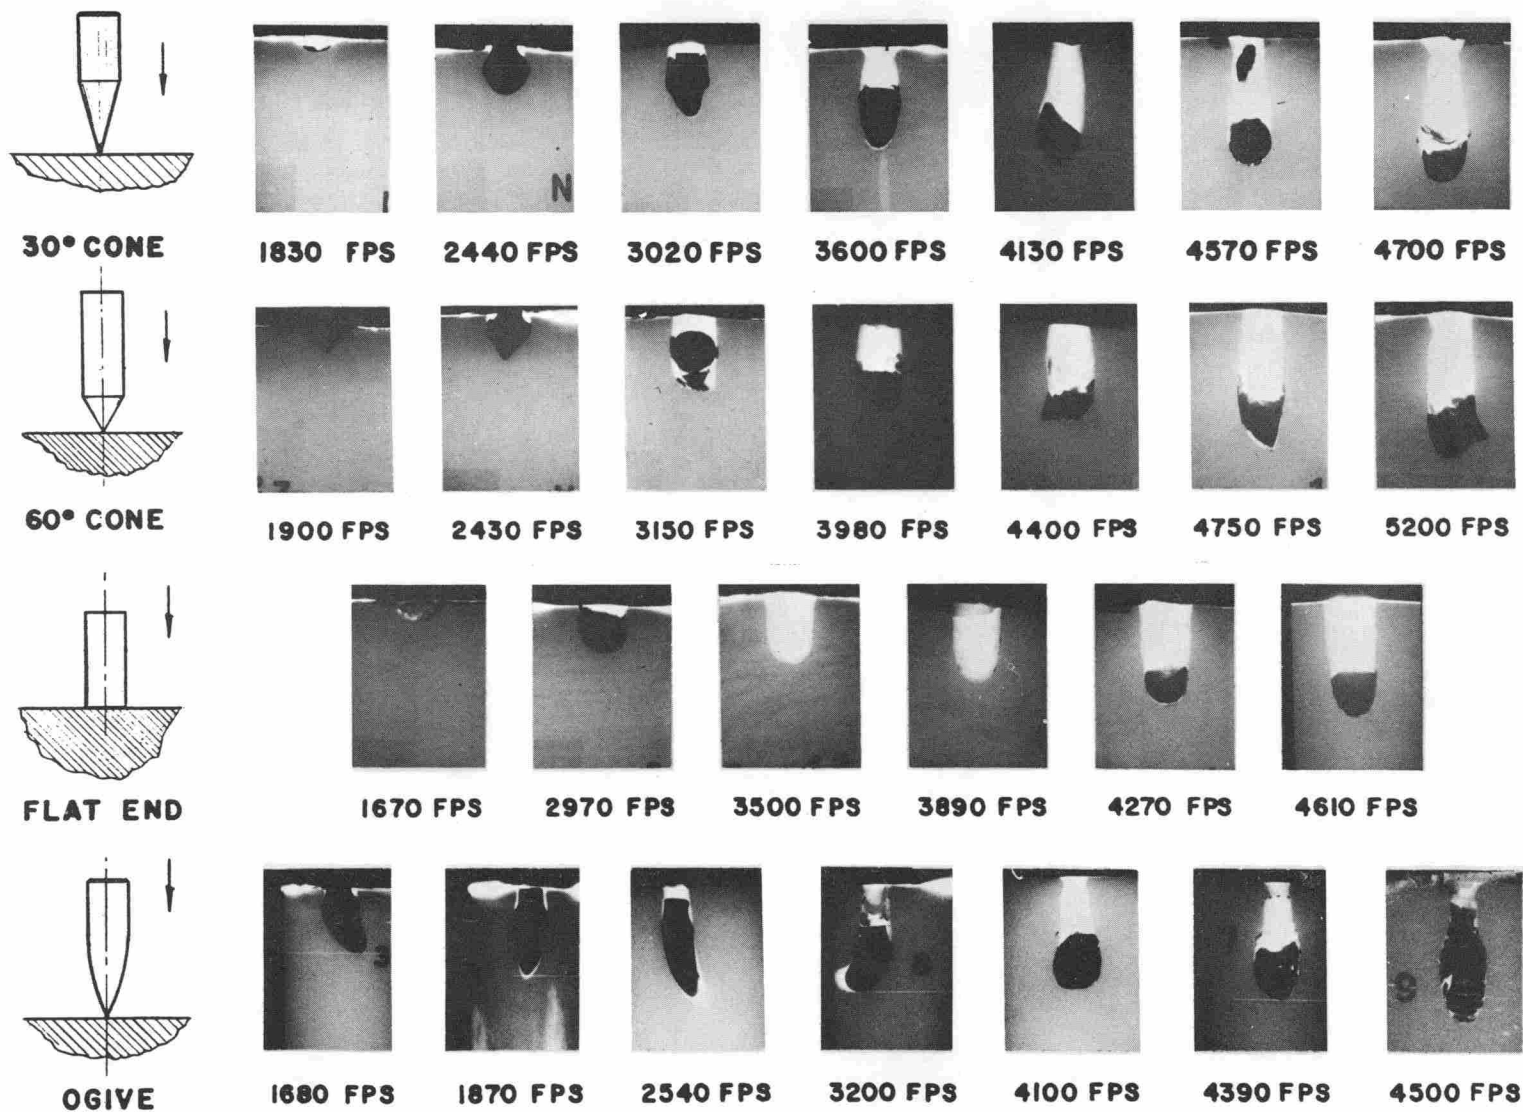 N
30° CONE
1830 FPS 2440 FPS 3020 FPS 3600 FPS 4130 FPS 4570 FPS 4700 FPS
60° CONE
1900 FPS 2430 FPS 3150 FPS 3980 FPS 4400 FPS 4750 FPS 5200 FPS
FLAT END
1670 FPS 2970 FPS 3500 FPS 3890 FPS 4270 FPS 4610 FPS
OGIVE
1680 FPS 1870 FPS 2540 FPS 3200 FPS 4100 FPS 4390 FPS 4500 FPS